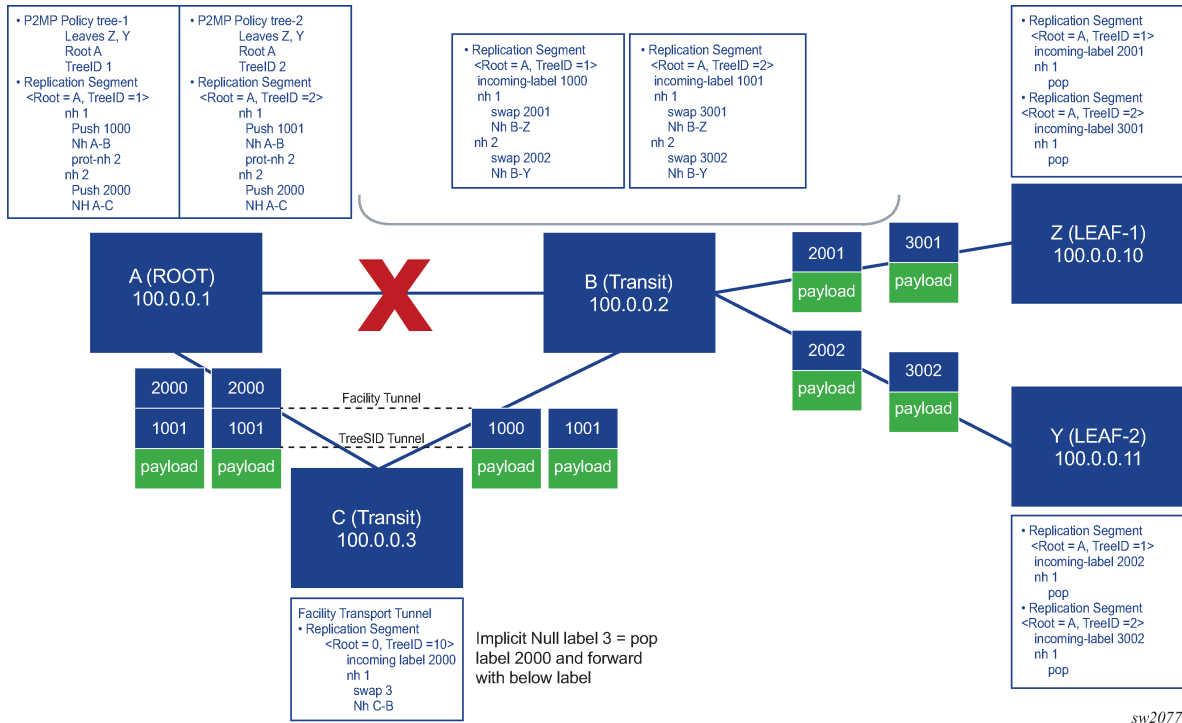 • P2MP Policy tree-1
Leaves Z, Y
Root A
TreeID 1
• Replication Segment
<Root = A, TreeID =1>
nh 1
Push 1000
Nh A-B
prot-nh 2
nh 2
Push 2000
NH A-C
• P2MP Policy tree-2
Leaves Z, Y
Root A
TreeID 2
• Replication Segment
<Root = A, TreeID =2>
nh 1
Push 1001
Nh A-B
prot-nh 2
nh 2
Push 2000
NH A-C
• Replication Segment
<Root = A, TreeID =1>
incoming-label 1000
nh 1
swap 2001
Nh B-Z
nh 2
swap 2002
Nh B-Y
• Replication Segment
<Root = A, TreeID =2>
incoming-label 1001
nh 1
swap 3001
Nh B-Z
nh 2
swap 3002
Nh B-Y
• Replication Segment
<Root = A, TreeID =1>
incoming-label 2001
nh 1
pop
• Replication Segment
<Root = A, TreeID =2>
incoming-label 3001
nh 1
pop
A (ROOT)
100.0.0.1
X
B (Transit)
100.0.0.2
2001
payload
3001
payload
Z (LEAF-1)
100.0.0.10
2002
payload
3002
payload
Y (LEAF-2)
100.0.0.11
2000
1001
payload
2000
1001
payload
Facility Tunnel
TreeSID Tunnel
1000
payload
1001
payload
C (Transit)
100.0.0.3
Facility Transport Tunnel
• Replication Segment
<Root = 0, TreeID =10>
incoming label 2000
nh 1
swap 3
Nh C-B
Implicit Null label 3 = pop
label 2000 and forward
with below label
• Replication Segment
<Root = A, TreeID =1>
incoming-label 2002
nh 1
pop
• Replication Segment
<Root = A, TreeID =2>
incoming-label 3002
nh 1
pop
sw2077